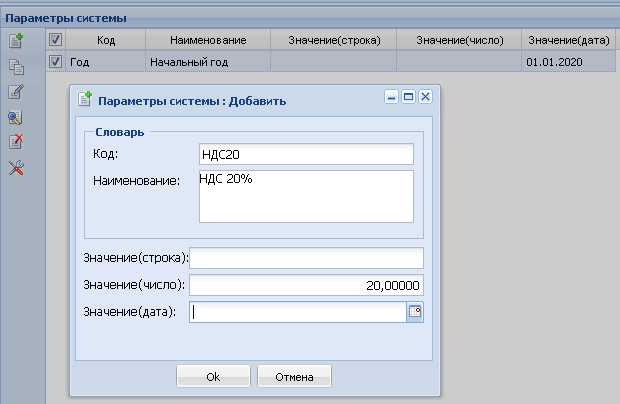 Параметры системы
Код Наименование Значение(строка) Значение(число) Значение(дата)
Год Начальный год 01.01.2020
Параметры системы : Добавить
Словарь
Код: НДС20
Наименование: НДС 20%
Значение(строка):
Значение(число): 20,00000
Значение(дата):
Ok Отмена